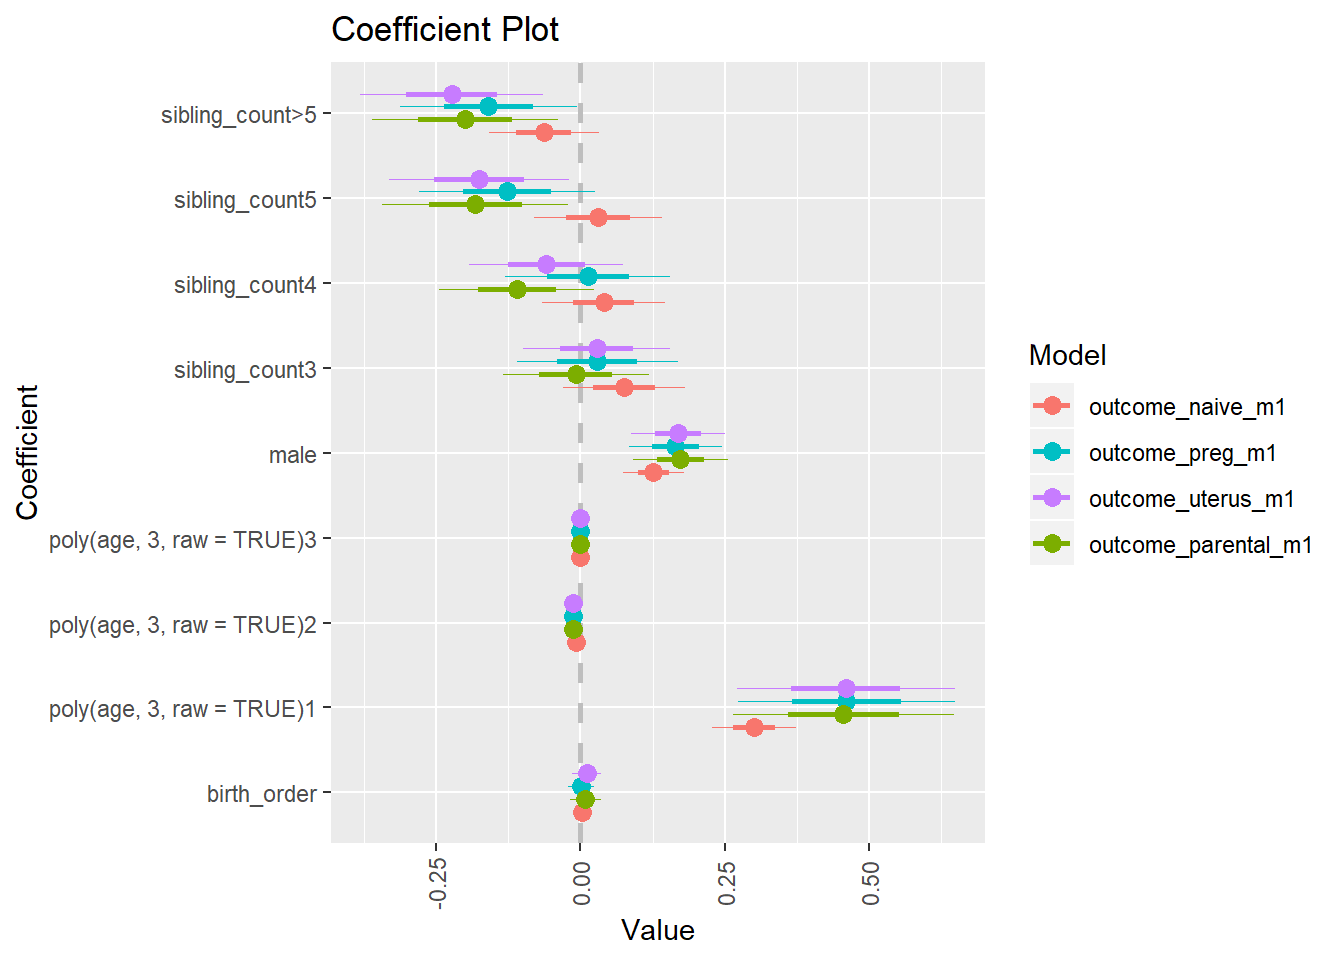 Coefficient Plot
Coefficient
sibling_count>5
sibling_count5
sibling_count4
sibling_count3
male
poly(age, 3, raw = TRUE)3
poly(age, 3, raw = TRUE)2
poly(age, 3, raw = TRUE)1
birth_order
-0.25
0.00
0.25
0.50
Value
Model
outcome_naive_m1
outcome_preg_m1
outcome_uterus_m1
outcome_parental_m1